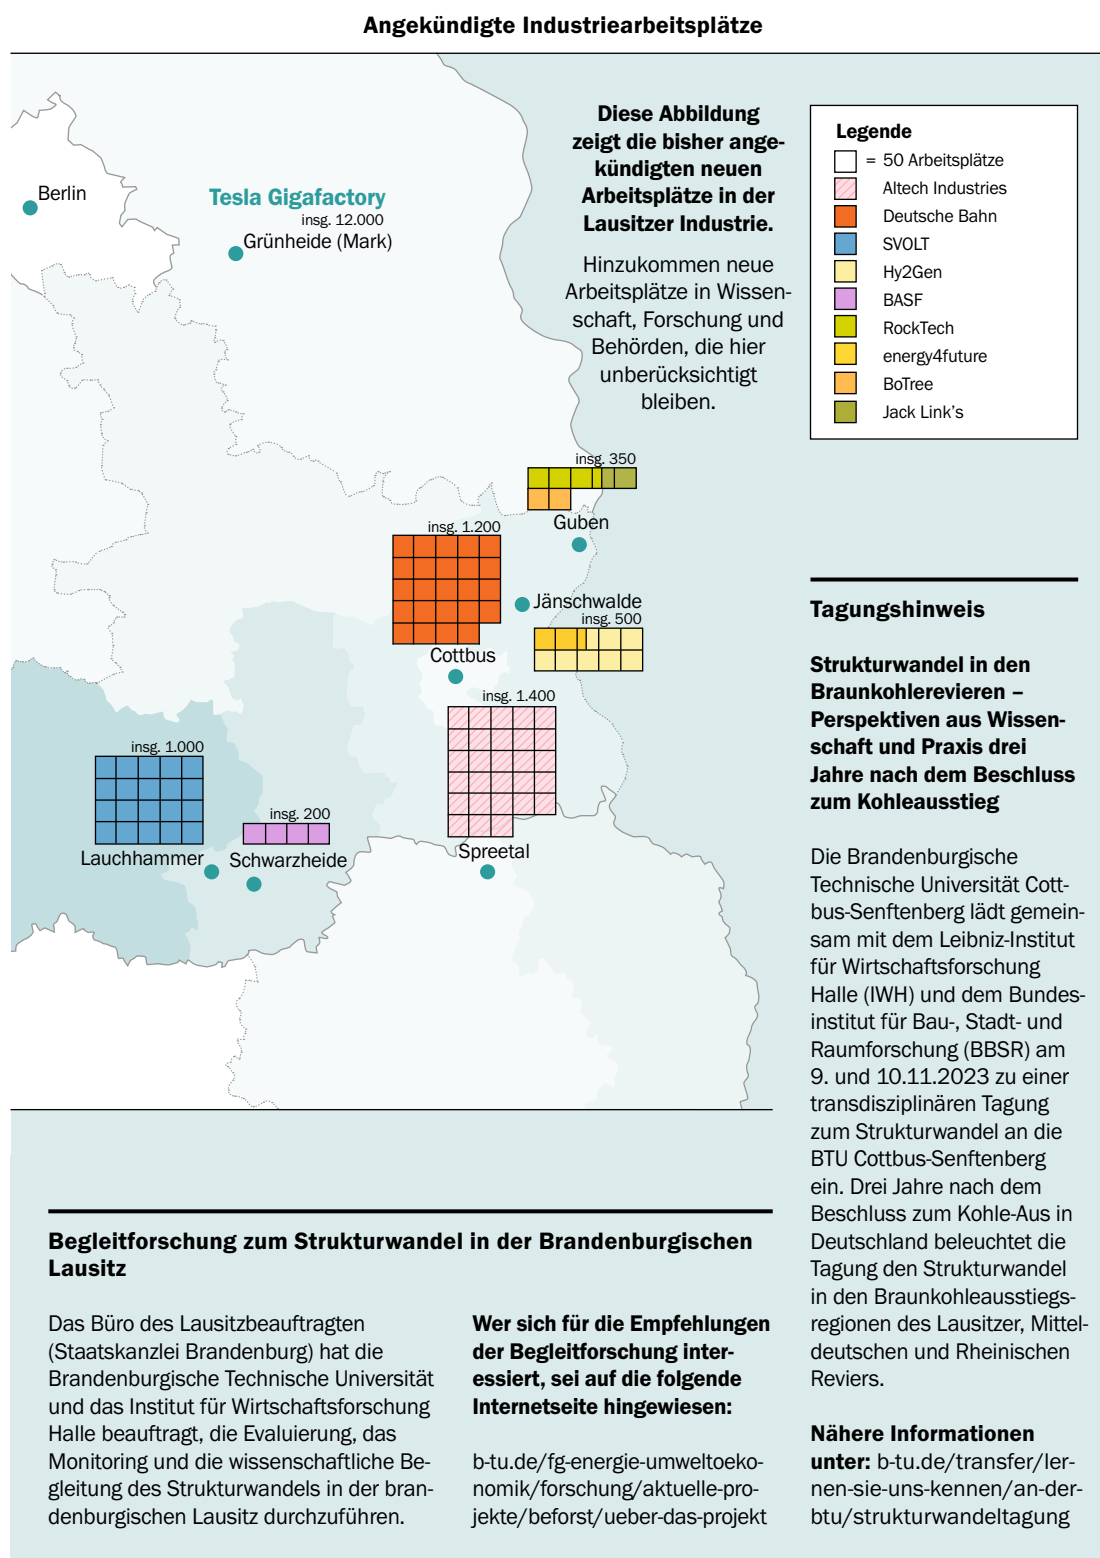 Angekündigte Industriearbeitsplätze
Diese Abbildung
zeigt die bisher ange-
kündigten neuen
Arbeitsplätze in der
Lausitzer Industrie.
Hinzukommen neue
Arbeitsplätze in Wissen-
schaft, Forschung und
Behörden, die hier
unberücksichtigt
bleiben.
Legende
= 50 Arbeitsplätze
Altech Industries
Deutsche Bahn
SVOLT
Hy2Gen
BASF
RockTech
energy4future
BoTree
Jack Link's
Berlin
Tesla Gigafactory
insg. 12.000
Grünheide (Mark)
insg. 350
Guben
insg. 1.200
Cottbus
Jänschwalde
insg. 500
insg. 1.400
Spreetal
insg. 1.000
Lauchhammer
insg. 200
Schwarzheide
Tagungshinweis
Strukturwandel in den
Braunkohlerevieren –
Perspektiven aus Wissen-
schaft und Praxis drei
Jahre nach dem Beschluss
zum Kohleausstieg
Die Brandenburgische
Technische Universität Cott-
bus-Senftenberg lädt gemein-
sam mit dem Leibniz-Institut
für Wirtschaftsforschung
Halle (IWH) und dem Bundes-
institut für Bau-, Stadt- und
Raumforschung (BBSR) am
9. und 10.11.2023 zu einer
transdisziplinären Tagung
zum Strukturwandel an die
BTU Cottbus-Senftenberg
ein. Drei Jahre nach dem
Beschluss zum Kohle-Aus in
Deutschland beleuchtet die
Tagung den Strukturwandel
in den Braunkohleausstiegs-
regionen des Lausitzer, Mittel-
deutschen und Rheinischen
Reviers.
Nähere Informationen
unter: b-tu.de/transfer/ler-
nen-sie-uns-kennen/an-der-
btu/strukturwandeltagung
Begleitforschung zum Strukturwandel in der Brandenburgischen
Lausitz
Das Büro des Lausitzbeauftragten
(Staatskanzlei Brandenburg) hat die
Brandenburgische Technische Universität
und das Institut für Wirtschaftsforschung
Halle beauftragt, die Evaluierung, das
Monitoring und die wissenschaftliche Be-
gleitung des Strukturwandels in der bran-
denburgischen Lausitz durchzuführen.
Wer sich für die Empfehlungen
der Begleitforschung inter-
essiert, sei auf die folgende
Internetseite hingewiesen:
b-tu.de/fg-energie-umweltoeko-
nomik/forschung/aktuelle-pro-
jekte/beforst/ueber-das-projekt